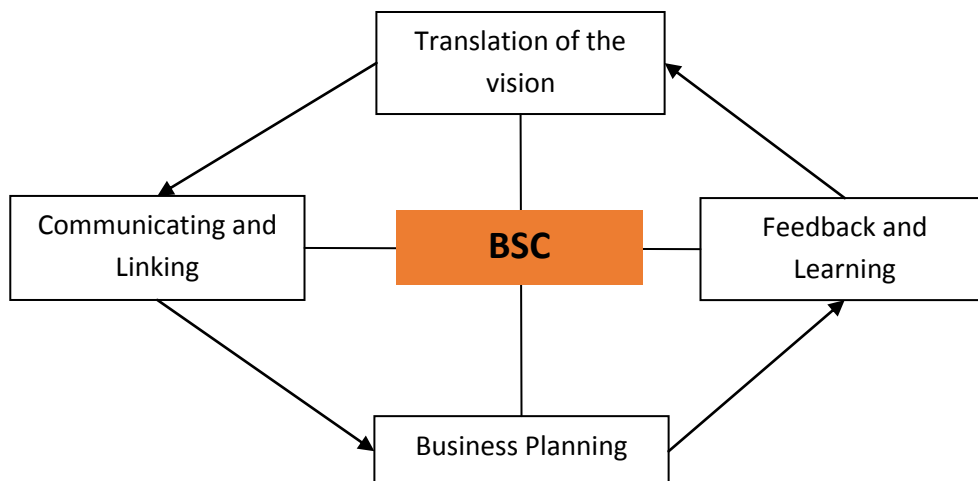 Translation of the
vision
Communicating and
Linking
BSC
Feedback and
Learning
Business Planning